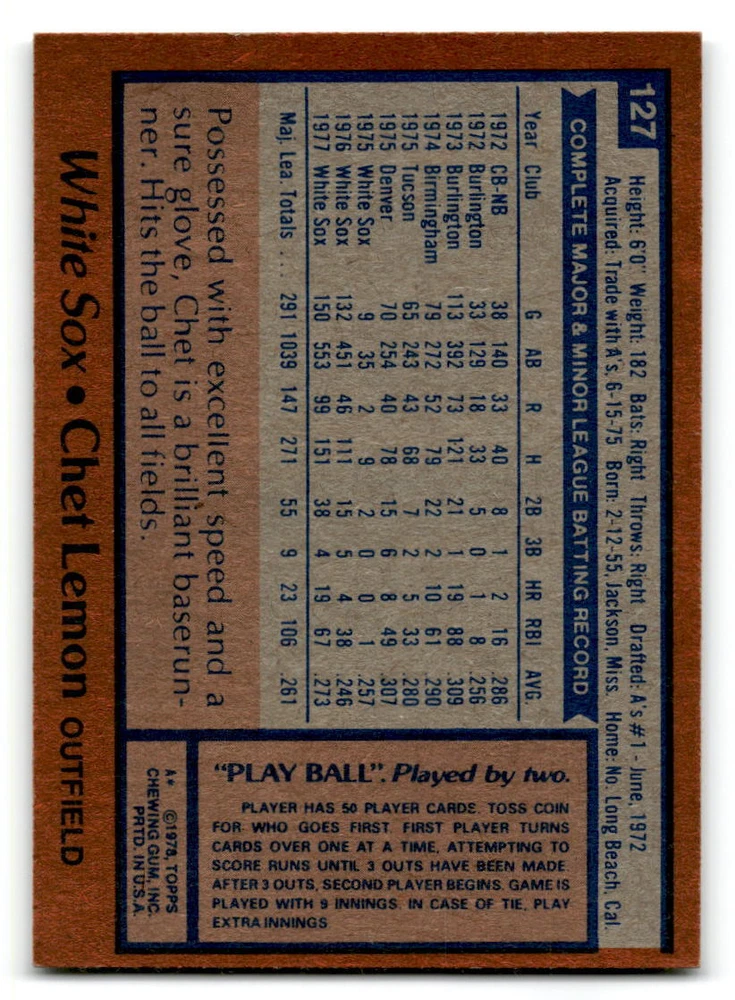 127
Height: 6'0" Weight: 182 Bats: Right Throws: Right Drafted: A's #1 - June, 1972
Acquired: Trade with A's, 6-15-75 Born: 2-12-55, Jackson, Miss. Home: No. Long Beach, Cal.
COMPLETE MAJOR & MINOR LEAGUE BATTING RECORD
Year Club G AB R H 2B 3B HR RBI AVG
1972 CB-NB 38 140 33 40 8 1 2 16 .286
1972 Burlington 33 129 18 33 5 0 1 8 .256
1973 Burlington 113 392 73 121 21 1 19 88 .309
1974 Birmingham 79 272 52 79 22 2 10 61 .290
1975 Tucson 65 243 43 68 7 2 5 33 .280
1975 Denver 70 254 40 78 15 6 8 49 .307
1975 White Sox 9 35 2 9 2 0 0 1 .257
1976 White Sox 132 451 46 111 15 5 4 38 .246
1977 White Sox 150 553 99 151 38 4 19 67 .273
Maj. Lea. Totals ... 291 1039 147 271 55 9 23 106 .261
Possessed with excellent speed and a
sure glove, Chet is a brilliant baserun-
ner. Hits the ball to all fields.
White Sox • Chet Lemon OUTFIELD
"PLAY BALL". Played by two.
PLAYER HAS 50 PLAYER CARDS. TOSS COIN
FOR WHO GOES FIRST. FIRST PLAYER TURNS
CARDS OVER ONE AT A TIME, ATTEMPTING TO
SCORE RUNS UNTIL 3 OUTS HAVE BEEN MADE.
AFTER 3 OUTS, SECOND PLAYER BEGINS. GAME IS
PLAYED WITH 9 INNINGS. IN CASE OF TIE, PLAY
EXTRA INNINGS
A* ©1978, TOPPS
CHEWING GUM, INC.
PRTD. IN U.S.A.